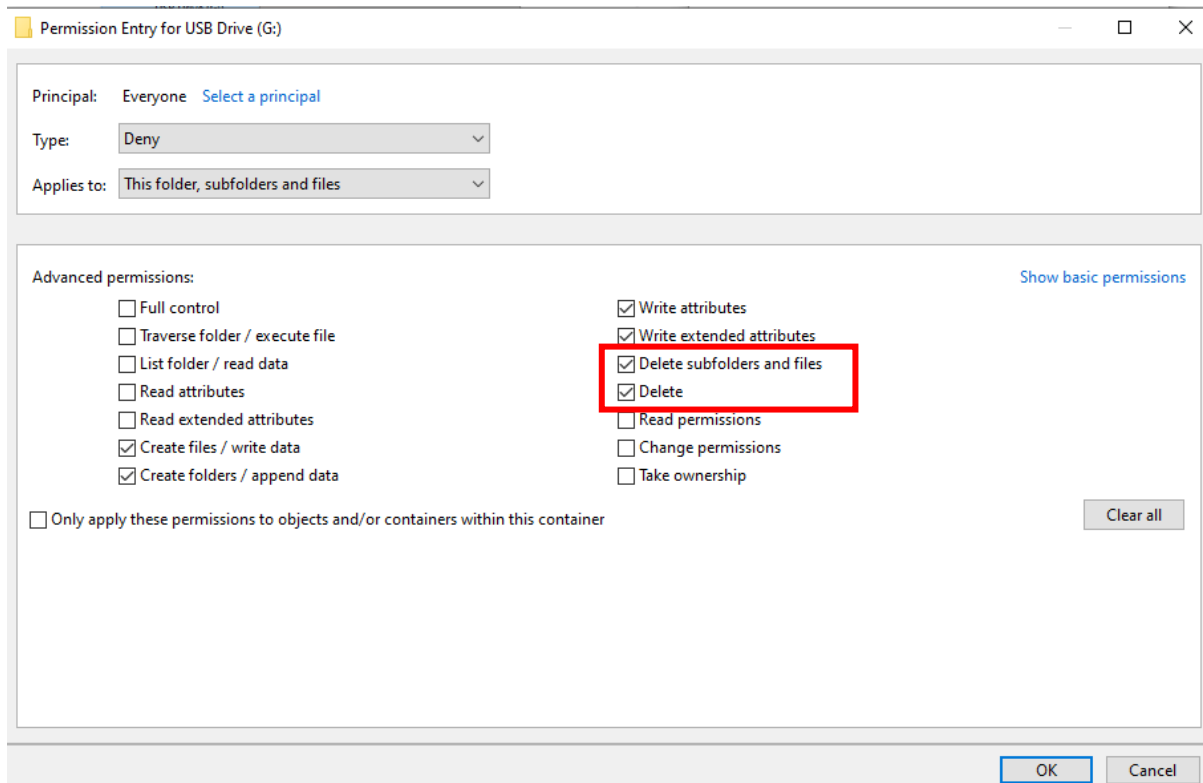 Permission Entry for USB Drive (G:)
Principal: Everyone Select a principal
Type: Deny
Applies to: This folder, subfolders and files
Advanced permissions: Show basic permissions
Full control Write attributes
Traverse folder / execute file Write extended attributes
List folder / read data Delete subfolders and files
Read attributes Delete
Read extended attributes Read permissions
Create files / write data Change permissions
Create folders / append data Take ownership
Only apply these permissions to objects and/or containers within this container Clear all
OK Cancel